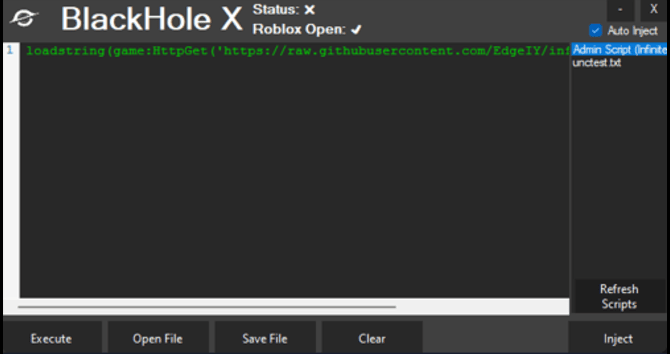 BlackHole X
Status: ✕
Roblox Open: ✓
- X
Auto Inject
1 loadstring(game:HttpGet('https://raw.githubusercontent.com/EdgeIY/inf
Admin Script (Infinite
unctest.txt
Refresh
Scripts
Execute Open File Save File Clear Inject